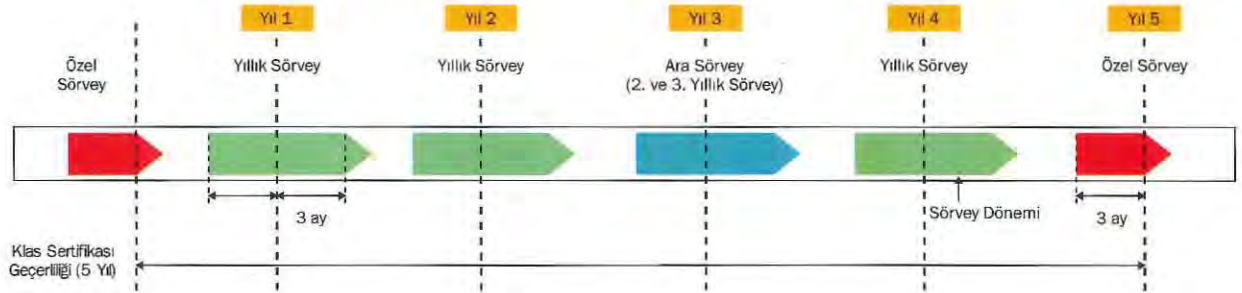 Yıl 1
Yıl 2
Yıl 3
Yıl 4
Yıl 5
Özel
Sörvey
Yıllık Sörvey
Yıllık Sörvey
Ara Sörvey
(2. ve 3. Yıllık Sörvey)
Yıllık Sörvey
Özel Sörvey
3 ay
Sörvey Dönemi
3 ay
Klas Sertifikası
Geçerliliği (5 Yıl)